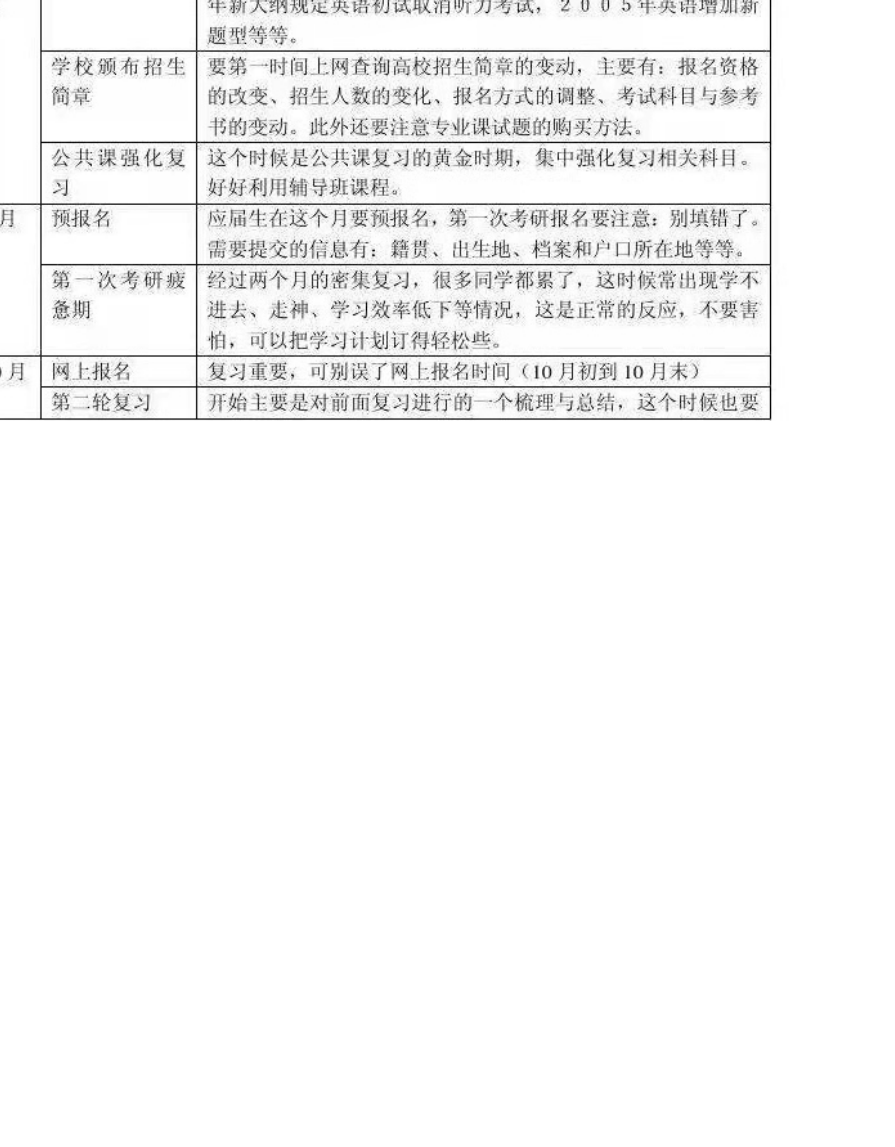 年新大纲规定英语初试取消听力考试，２００５年英语增加新
题型等等。
学校颁布招生
简章
要第一时间上网查询高校招生简章的变动，主要有：报名资格
的改变、招生人数的变化、报名方式的调整、考试科目与参考
书的变动。此外还要注意专业课试题的购买方法。
公共课强化复
习
这个时候是公共课复习的黄金时期，集中强化复习相关科目。
好好利用辅导班课程。
月
预报名
应届生在这个月要预报名，第一次考研报名要注意：别填错了。
需要提交的信息有：籍贯、出生地、档案和户口所在地等等。
第一次考研疲
惫期
经过两个月的密集复习，很多同学都累了，这时候常出现学不
进去、走神、学习效率低下等情况，这是正常的反应，不要害
怕，可以把学习计划订得轻松些。
月
网上报名
复习重要，可别误了网上报名时间（10 月初到 10 月末）
第二轮复习
开始主要是对前面复习进行的一个梳理与总结，这个时候也要